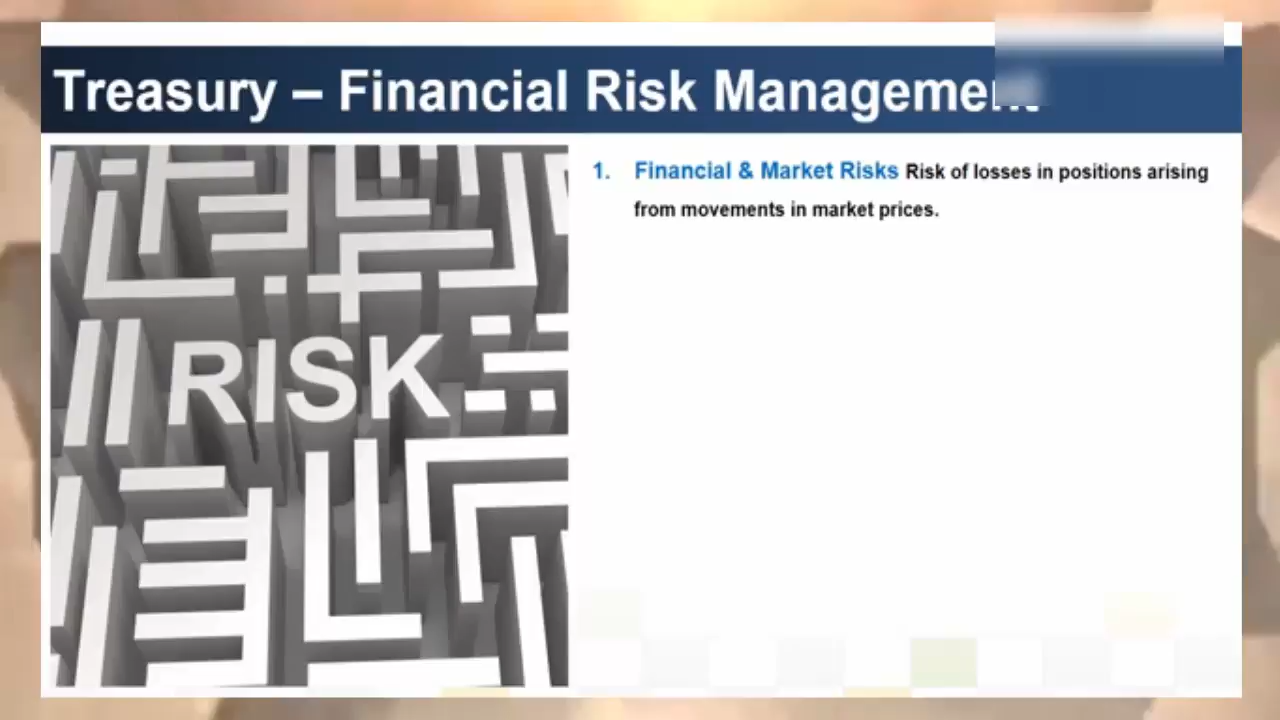 Treasury – Financial Risk Management
1. Financial & Market Risks Risk of losses in positions arising
from movements in market prices.
RISK